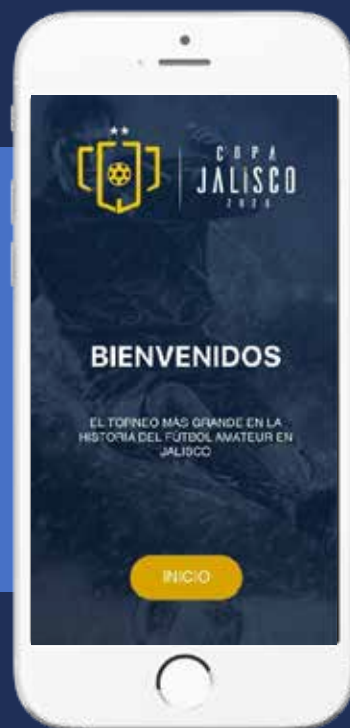 COPA
JALISCO
BIENVENIDOS
EL TORNEO MÁS GRANDE EN LA
HISTORIA DEL FÚTBOL AMATEUR EN
JALISCO
INICIO